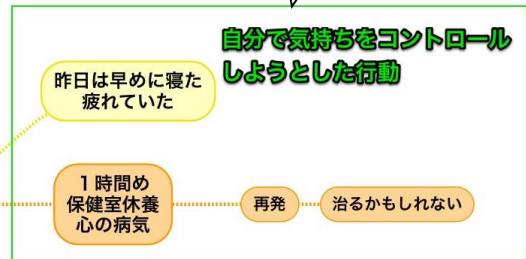 自分で気持ちをコントロール
しようとした行動
昨日は早めに寝た
疲れていた
1時間め
保健室休養
心の病気
再発
治るかもしれない